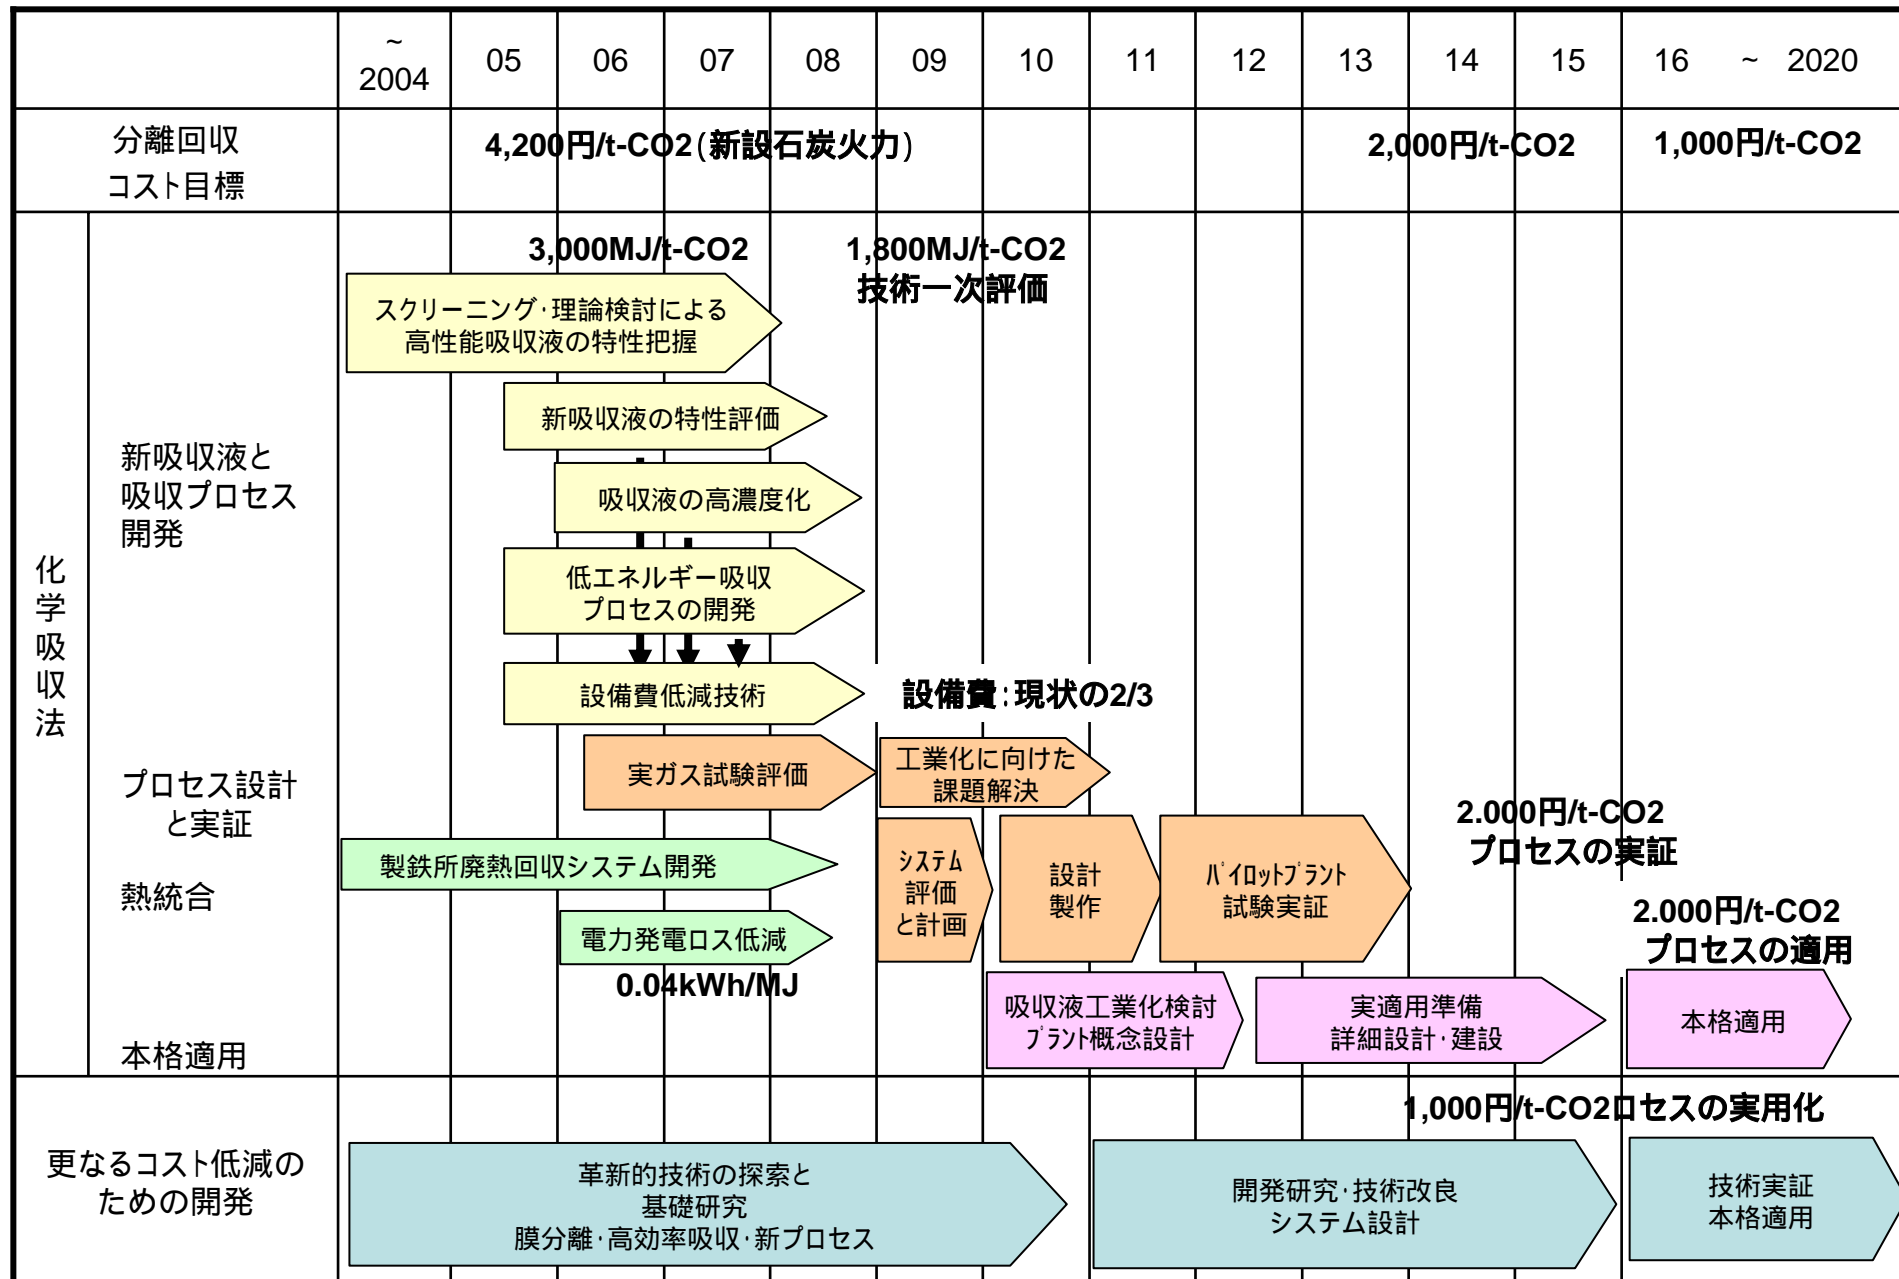 ~
2004
05
06
07
08
09
10
11
12
13
14
15
16 ~ 2020
分離回収
コスト目標
4,200円/t-CO2(新設石炭火力)
2,000円/t-CO2
1,000円/t-CO2
化学吸収法
3,000MJ/t-CO2
1,800MJ/t-CO2
技術一次評価
スクリーニング・理論検討による
高性能吸収液の特性把握
新吸収液の特性評価
新吸収液と
吸収プロセス
開発
吸収液の高濃度化
低エネルギー吸収
プロセスの開発
設備費低減技術
設備費:現状の2/3
プロセス設計
と実証
実ガス試験評価
工業化に向けた
課題解決
2.000円/t-CO2
プロセスの実証
熱統合
製鉄所廃熱回収システム開発
システム
評価
と計画
設計
製作
ﾊﾟｲﾛｯﾄﾌﾟﾗﾝﾄ
試験実証
電力発電ロス低減
0.04kWh/MJ
2.000円/t-CO2
プロセスの適用
本格適用
吸収液工業化検討
ﾌﾟﾗﾝﾄ概念設計
実適用準備
詳細設計・建設
本格適用
更なるコスト低減の
ための開発
1,000円/t-CO2ロセスの実用化
革新的技術の探索と
基礎研究
膜分離・高効率吸収・新プロセス
開発研究・技術改良
システム設計
技術実証
本格適用